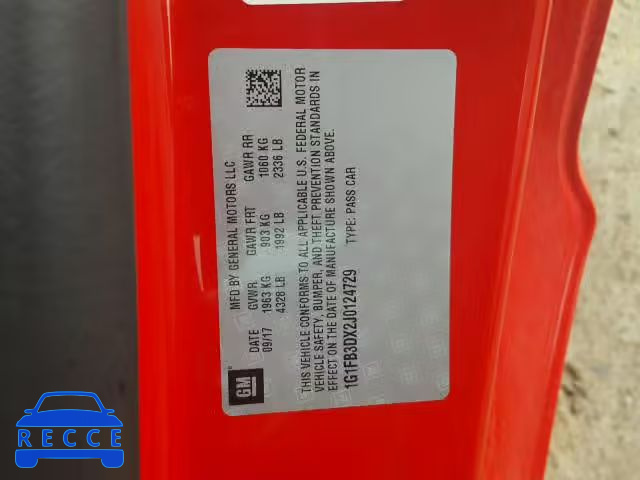 MFD BY GENERAL MOTORS LLC
DATE GVWR GAWR FRT GAWR RR
09/17 1963 KG 903 KG 1060 KG
4328 LB 1992 LB 2336 LB
THIS VEHICLE CONFORMS TO ALL APPLICABLE U.S. FEDERAL MOTOR
VEHICLE SAFETY, BUMPER, AND THEFT PREVENTION STANDARDS IN
EFFECT ON THE DATE OF MANUFACTURE SHOWN ABOVE.
1G1FB3DX2J0124729 TYPE: PASS CAR
GM
RECCE